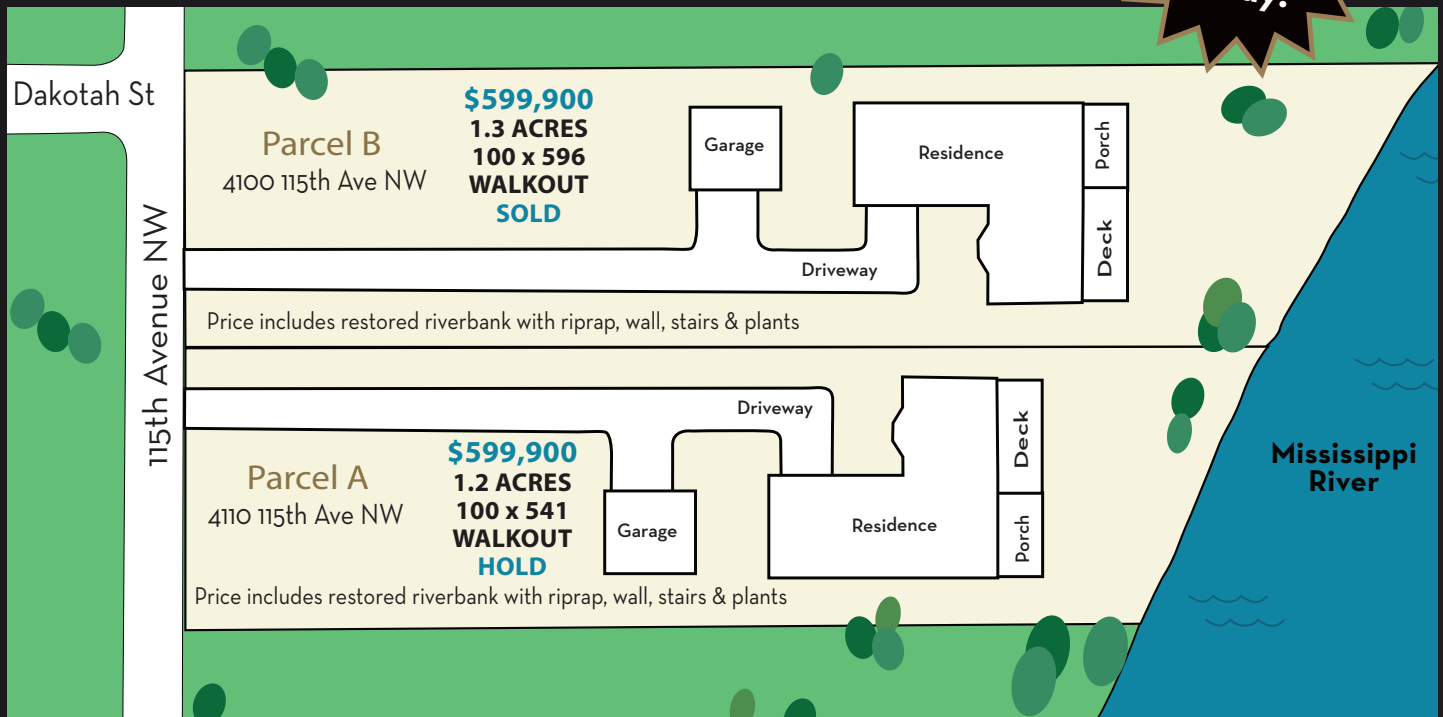 Dakotah St
115th Avenue NW
Parcel B
4100 115th Ave NW
$599,900
1.3 ACRES
100 x 596
WALKOUT
SOLD
Garage
Residence
Porch
Deck
Driveway
Price includes restored riverbank with riprap, wall, stairs & plants
Driveway
Parcel A
4110 115th Ave NW
$599,900
1.2 ACRES
100 x 541
WALKOUT
HOLD
Garage
Residence
Deck
Porch
Price includes restored riverbank with riprap, wall, stairs & plants
Mississippi
River